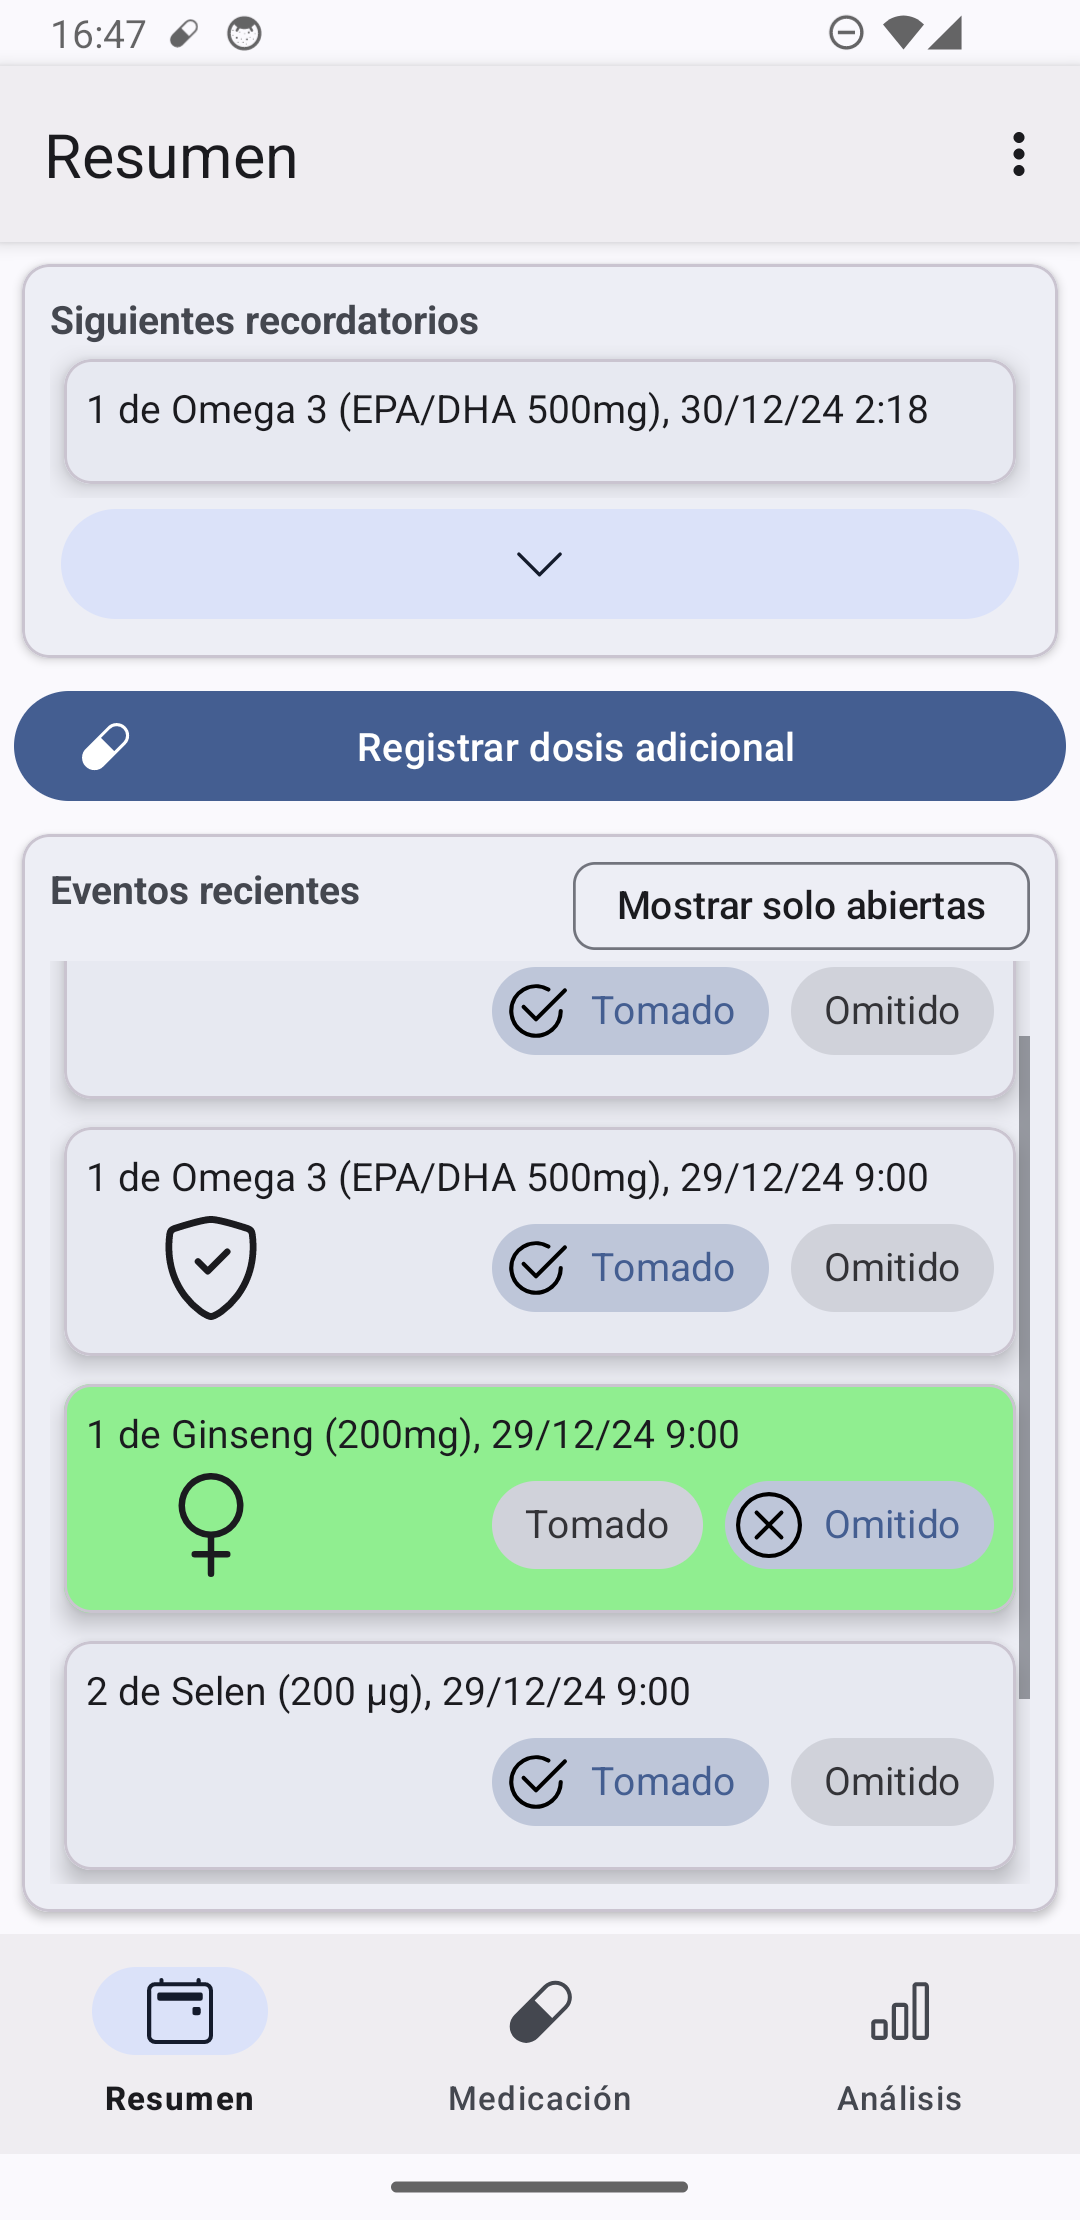 16:47
Resumen
Siguientes recordatorios
1 de Omega 3 (EPA/DHA 500mg), 30/12/24 2:18
Registrar dosis adicional
Eventos recientes
Mostrar solo abiertas
Tomado Omitido
1 de Omega 3 (EPA/DHA 500mg), 29/12/24 9:00
Tomado Omitido
1 de Ginseng (200mg), 29/12/24 9:00
Tomado Omitido
2 de Selen (200 µg), 29/12/24 9:00
Tomado Omitido
Resumen Medicación Análisis